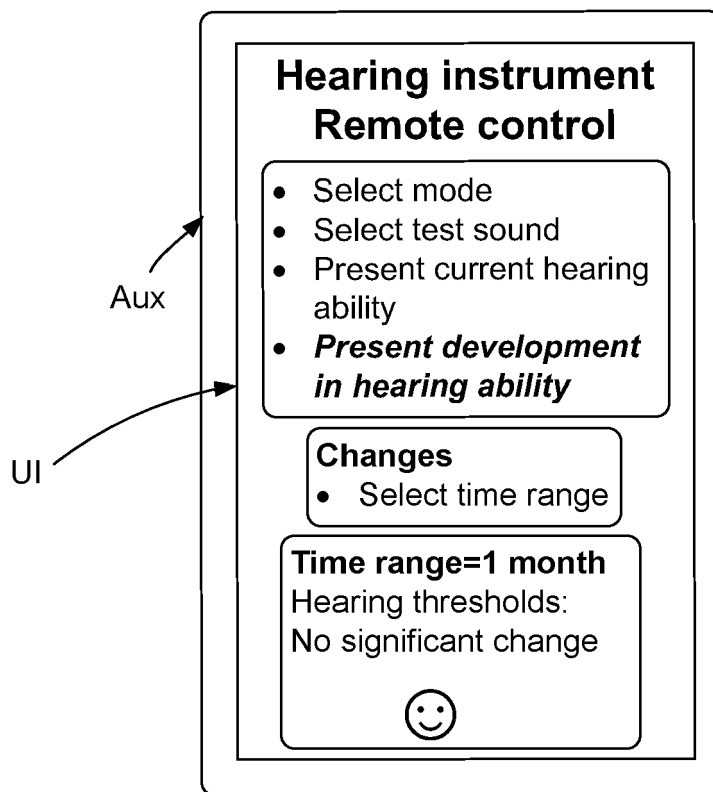 Hearing instrument
Remote control
• Select mode
• Select test sound
• Present current hearing
ability
• Present development
in hearing ability
Aux
UI
Changes
• Select time range
Time range=1 month
Hearing thresholds:
No significant change